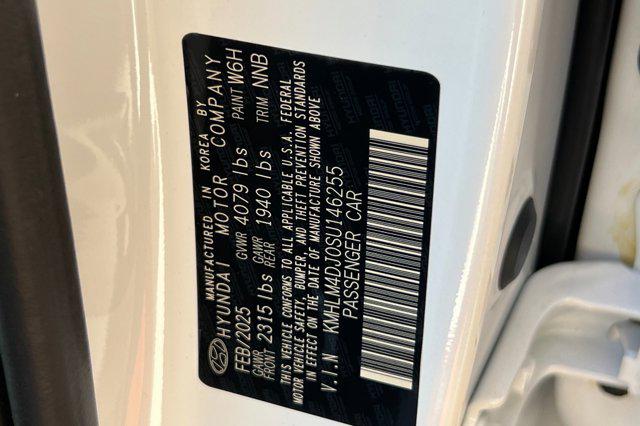 MANUFACTURED IN KOREA BY
HYUNDAI MOTOR COMPANY
FEB/2025 GVWR 4079 lbs PAINT W6H
GAWR FRONT 2315 lbs GAWR REAR 1940 lbs TRIM NNB
THIS VEHICLE CONFORMS TO ALL APPLICABLE U.S.A. FEDERAL
MOTOR VEHICLE SAFETY, BUMPER, AND THEFT PREVENTION STANDARDS
IN EFFECT ON THE DATE OF MANUFACTURE SHOWN ABOVE
V.I.N KMHLM4DJ0SU146255
PASSENGER CAR